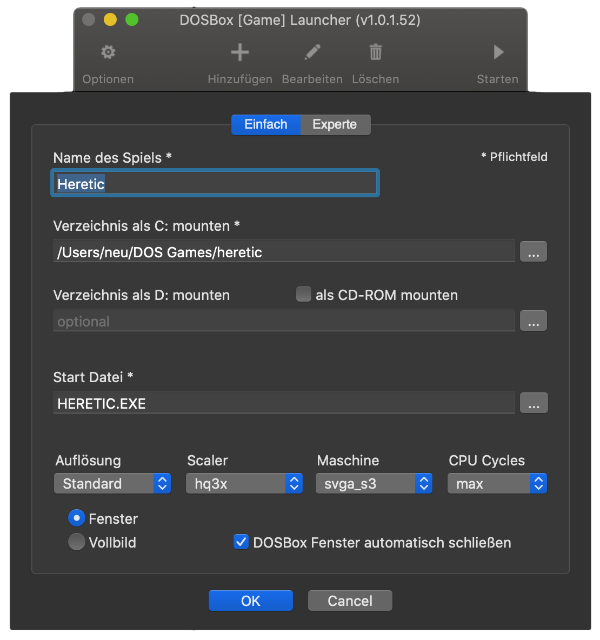 DOSBox [Game] Launcher (v1.0.1.52)
Optionen Hinzufügen Bearbeiten Löschen Starten
Einfach Experte
Name des Spiels * * Pflichtfeld
Heretic
Verzeichnis als C: mounten *
/Users/neu/DOS Games/heretic ...
Verzeichnis als D: mounten als CD-ROM mounten
optional ...
Start Datei *
HERETIC.EXE ...
Auflösung Scaler Maschine CPU Cycles
Standard hq3x svga_s3 max
Fenster
Vollbild DOSBox Fenster automatisch schließen
OK Cancel